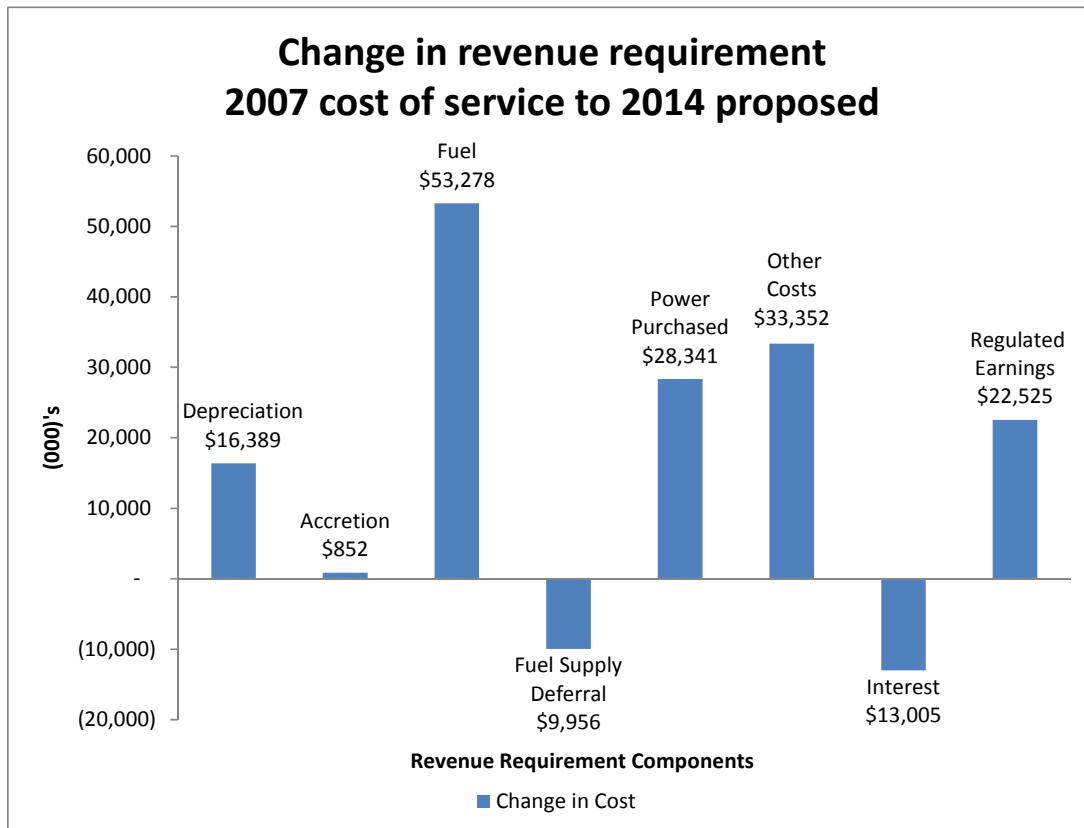 Change in revenue requirement
2007 cost of service to 2014 proposed
60,000
50,000
40,000
30,000
20,000
10,000
-
(10,000)
(20,000)
(000)'s
Depreciation
$16,389
Accretion
$852
Fuel
$53,278
Fuel Supply
Deferral
$9,956
Power
Purchased
$28,341
Other
Costs
$33,352
Interest
$13,005
Regulated
Earnings
$22,525
Revenue Requirement Components
Change in Cost